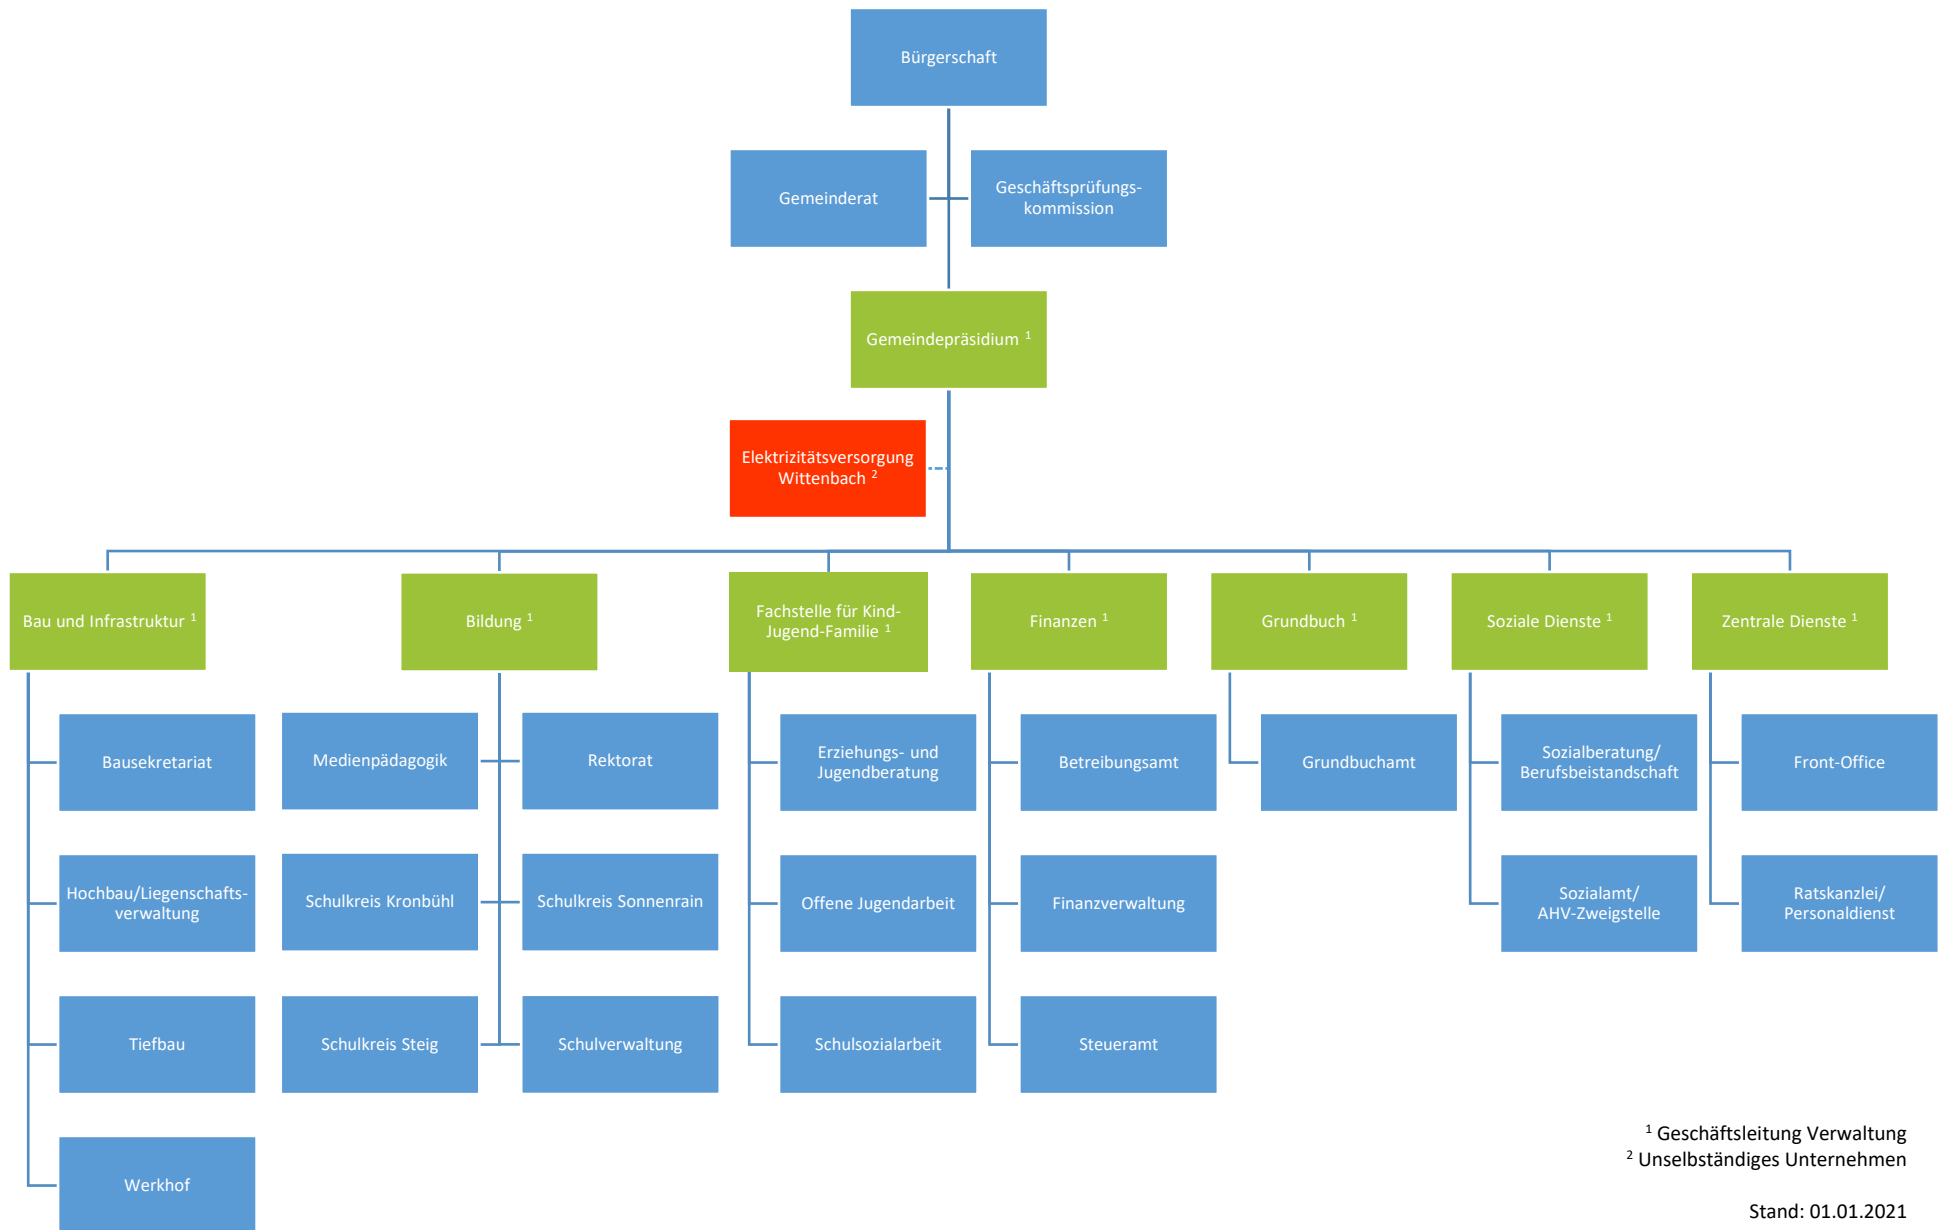 Bürgerschaft
Gemeinderat
Geschäftsprüfungs-
kommission
Gemeindepräsidium ¹
Elektrizitätsversorgung
Wittenbach ²
Bau und Infrastruktur ¹
Bildung ¹
Fachstelle für Kind-
Jugend-Familie ¹
Finanzen ¹
Grundbuch ¹
Soziale Dienste ¹
Zentrale Dienste ¹
Bausekretariat
Medienpädagogik
Rektorat
Erziehungs- und
Jugendberatung
Betreibungsamt
Grundbuchamt
Sozialberatung/
Berufsbeistandschaft
Front-Office
Hochbau/Liegenschafts-
verwaltung
Schulkreis Kronbühl
Schulkreis Sonnenrain
Offene Jugendarbeit
Finanzverwaltung
Sozialamt/
AHV-Zweigstelle
Ratskanzlei/
Personaldienst
Tiefbau
Schulkreis Steig
Schulverwaltung
Schulsozialarbeit
Steueramt
Werkhof
¹ Geschäftsleitung Verwaltung
² Unselbständiges Unternehmen
Stand: 01.01.2021